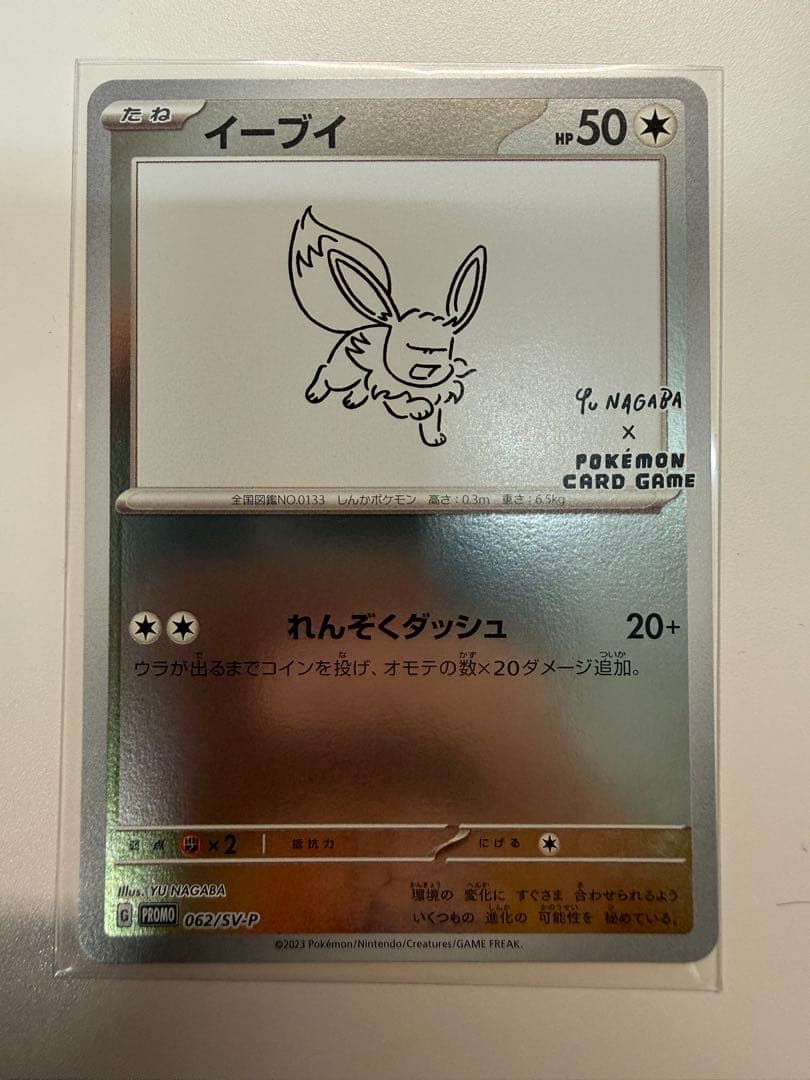 たね イーブイ HP 50
YU NAGABA
×
POKÉMON
CARD GAME
全国図鑑NO.0133 しんかポケモン 高さ:0.3m 重さ:6.5kg
れんぞくダッシュ 20+
ウラが出るまでコインを投げ、オモテの数×20ダメージ追加。
弱点 ×2 抵抗力 にげる
Illus. YU NAGABA
環境の 変化に すぐさま 合わせられるよう
いくつもの 進化の 可能性を 秘めている。
G PROMO 062/SV-P
©2023 Pokémon/Nintendo/Creatures/GAME FREAK.